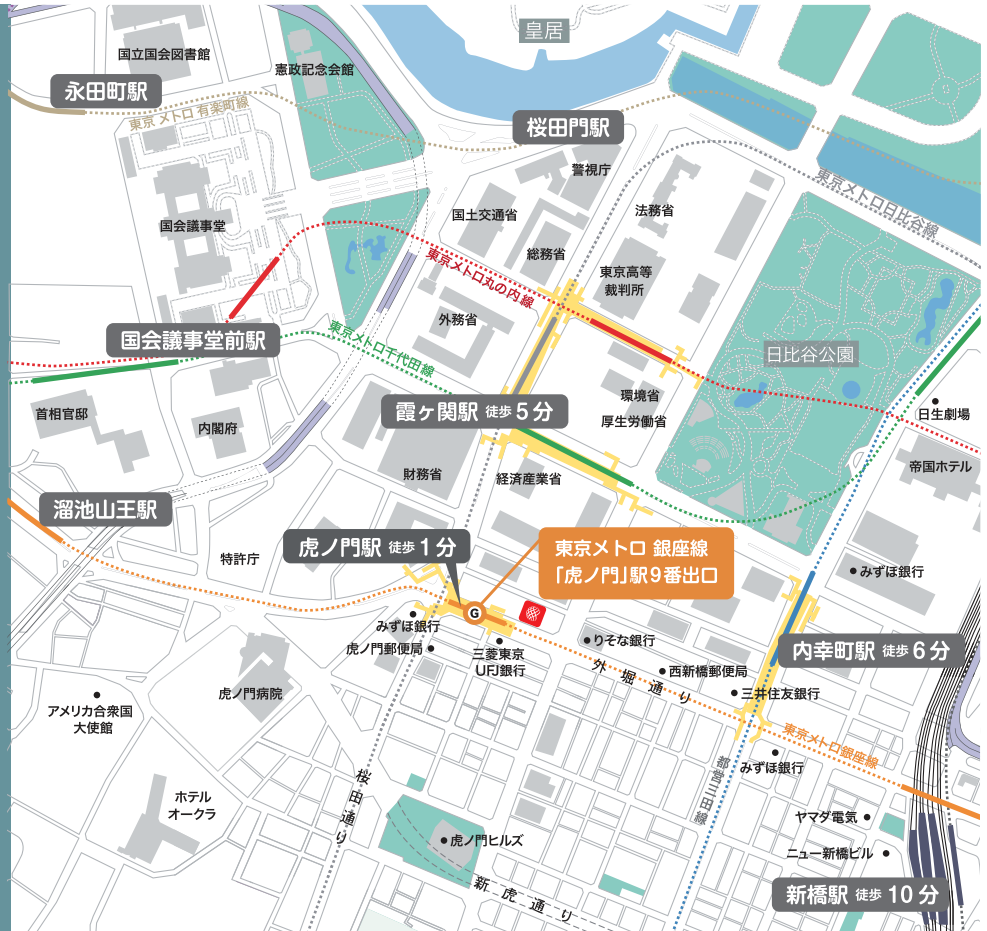 皇居
国立国会図書館
憲政記念会館
永田町駅
東京メトロ有楽町線
桜田門駅
警視庁
東京メトロ日比谷線
国会議事堂
国土交通省
法務省
総務省
東京メトロ丸の内線
東京高等
裁判所
外務省
国会議事堂前駅
東京メトロ千代田線
日比谷公園
環境省
厚生労働省
首相官邸
内閣府
霞ヶ関駅 徒歩5分
日生劇場
帝国ホテル
財務省
経済産業省
溜池山王駅
特許庁
虎ノ門駅 徒歩1分
東京メトロ 銀座線
「虎ノ門」駅9番出口
みずほ銀行
G
みずほ銀行
虎ノ門郵便局
三菱東京
UFJ銀行
りそな銀行
内幸町駅 徒歩6分
外堀通り
西新橋郵便局
三井住友銀行
虎ノ門病院
アメリカ合衆国
大使館
東京メトロ銀座線
みずほ銀行
都営三田線
桜田通り
ホテル
オークラ
ヤマダ電気
虎ノ門ヒルズ
ニュー新橋ビル
新虎通り
新橋駅 徒歩10分